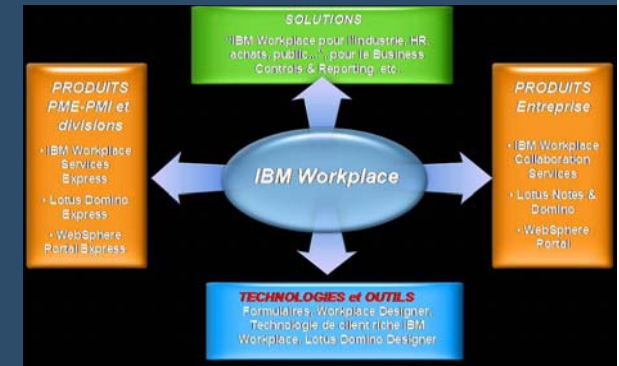 SOLUTIONS
"IBM Workplace pour l'industrie, HR,
achats, public...", pour le Business
Controls & Reporting, etc.
PRODUITS
PME-PMI et
divisions
• IBM Workplace
Services
Express
• Lotus Domino
Express
• WebSphere
Portal Express
IBM Workplace
PRODUITS
Entreprise
• IBM Workplace
Collaboration
Services
• Lotus Notes &
Domino
• WebSphere
Portal
TECHNOLOGIES et OUTILS
Formulaires, Workplace Designer,
Technologie de client riche IBM
Workplace, Lotus Domino Designer